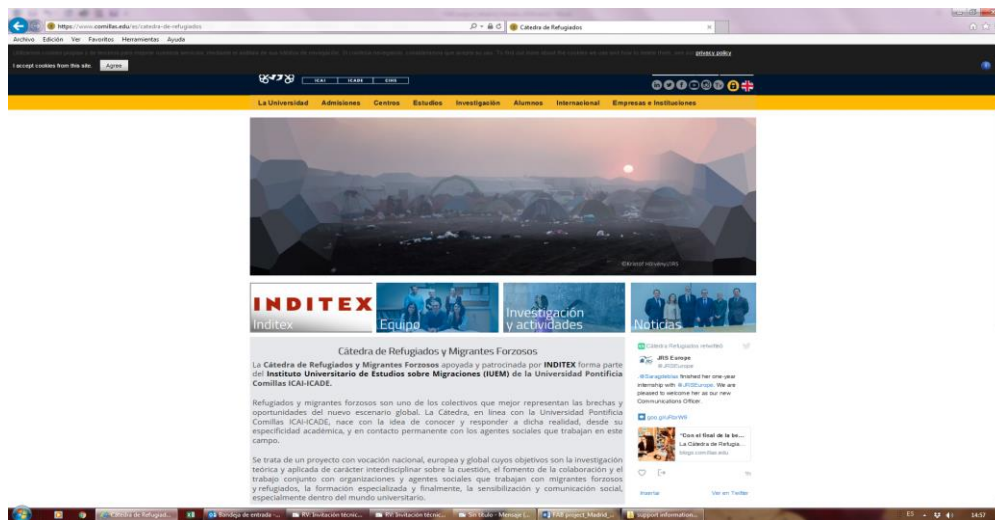 https://www.comillas.edu/es/catedra-de-refugiados
Cátedra de Refugiados
Archivo Edición Ver Favoritos Herramientas Ayuda
privacy policy
I accept cookies from this site. Agree
ICAI ICADE CIHS
La Universidad Admisiones Centros Estudios Investigación Alumnos Internacional Empresas e Instituciones
INDITEX
Inditex
Equipo
Investigación
y actividades
Noticias
Cátedra de Refugiados y Migrantes Forzosos
La Cátedra de Refugiados y Migrantes Forzosos apoyada y patrocinada por INDITEX forma parte
del Instituto Universitario de Estudios sobre Migraciones (IUEM) de la Universidad Pontificia
Comillas ICAI-ICADE.
Refugiados y migrantes forzosos son uno de los colectivos que mejor representan las brechas y
oportunidades del nuevo escenario global. La Cátedra, en línea con la Universidad Pontificia
Comillas ICAI-ICADE, nace con la idea de conocer y responder a dicha realidad, desde su
especificidad académica, y en contacto permanente con los agentes sociales que trabajan en este
campo.
Se trata de un proyecto con vocación nacional, europea y global cuyos objetivos son la investigación
teórica y aplicada de carácter interdisciplinar sobre la cuestión, el fomento de la colaboración y el
trabajo conjunto con organizaciones y agentes sociales que trabajan con migrantes forzosos
y refugiados, la formación especializada y finalmente, la sensibilización y comunicación social,
especialmente dentro del mundo universitario.
Cátedra Refugiados retweeted
JRS Europe
@JRSEurope
finished her one-year
internship with #JRSEurope. We are
pleased to welcome her as our new
Communications Officer.
"Con el final de la be...
La Cátedra de Refugia...
blogs.comillas.edu
Insertar Ver en Twitter
Cátedra de Refugiad... Bandeja de entrada -... RV: Invitación técnic... RV: Invitación técnic... Sin título - Mensaje (... FAB project_Madrid_... support information...
ES 14:57